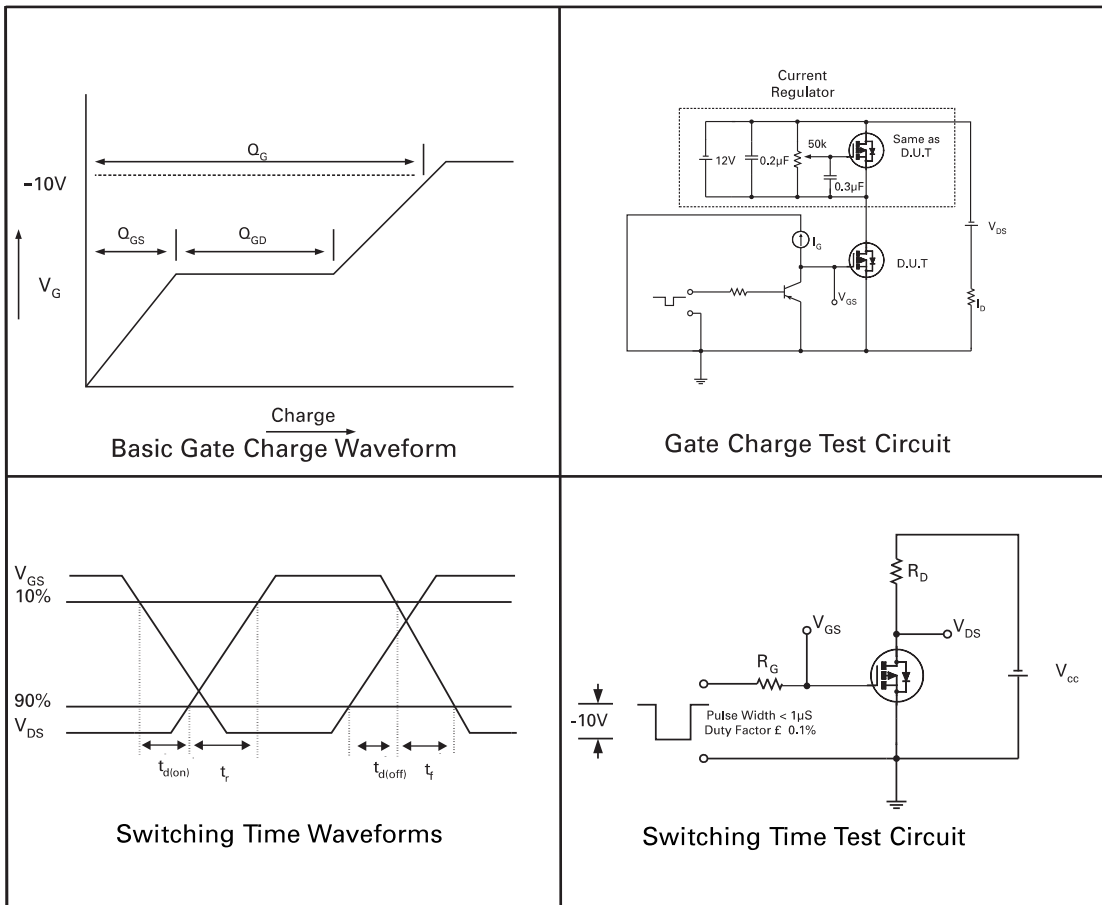 Q_G
-10V
Q_GS
Q_GD
V_G
Charge
Basic Gate Charge Waveform
Current
Regulator
12V
0.2µF
50k
Same as
D.U.T
0.3µF
V_DS
I_G
D.U.T
V_GS
I_D
Gate Charge Test Circuit
V_GS
10%
90%
V_DS
t_d(on)
t_r
t_d(off)
t_f
Switching Time Waveforms
R_D
V_GS
V_DS
R_G
V_cc
-10V
Pulse Width < 1µS
Duty Factor £ 0.1%
Switching Time Test Circuit